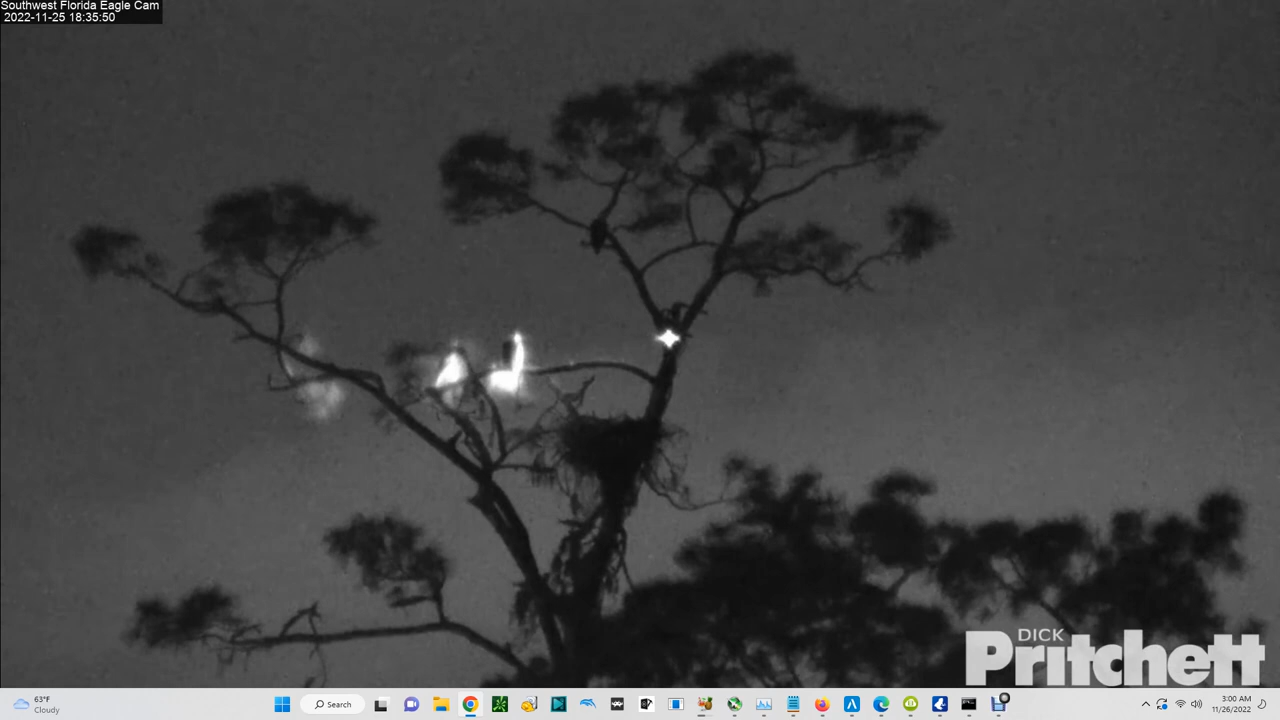 Southwest Florida Eagle Cam
2022-11-25 18:35:50
DICK
Pritchett
63°F
Cloudy
Search
3:00 AM
11/26/2022